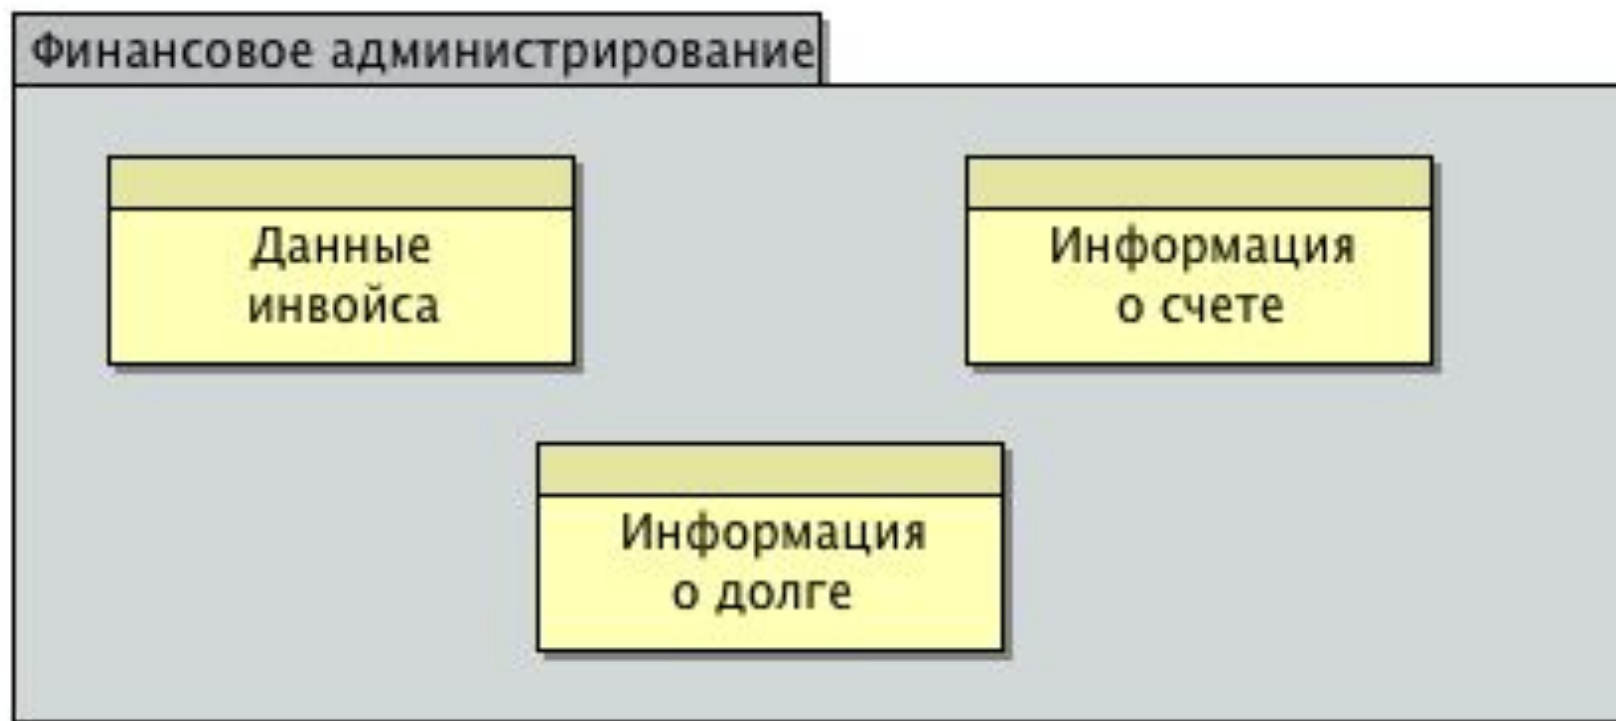 Финансовое администрирование
Данные
инвойса
Информация
о счете
Информация
о долге